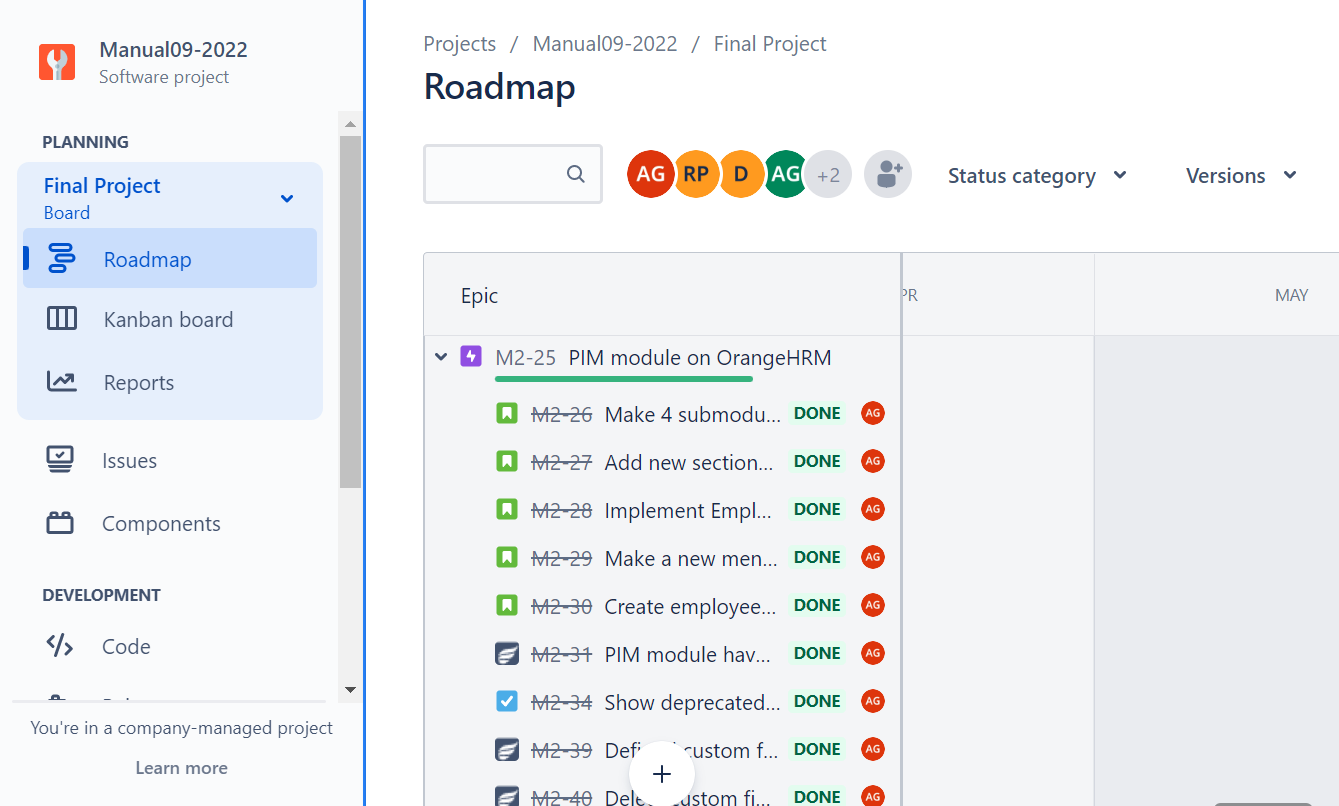 Manual09-2022
Software project
PLANNING
Final Project
Board
Roadmap
Kanban board
Reports
Issues
Components
DEVELOPMENT
Code
You're in a company-managed project
Learn more
Projects / Manual09-2022 / Final Project
Roadmap
AG RP D AG +2 Status category Versions
Epic PR MAY
M2-25 PIM module on OrangeHRM
M2-26 Make 4 submodu... DONE AG
M2-27 Add new section... DONE AG
M2-28 Implement Empl... DONE AG
M2-29 Make a new men... DONE AG
M2-30 Create employee... DONE AG
M2-31 PIM module hav... DONE AG
M2-34 Show deprecated... DONE AG
M2-39 custom f... DONE AG
M2-40 custom fi... DONE AG